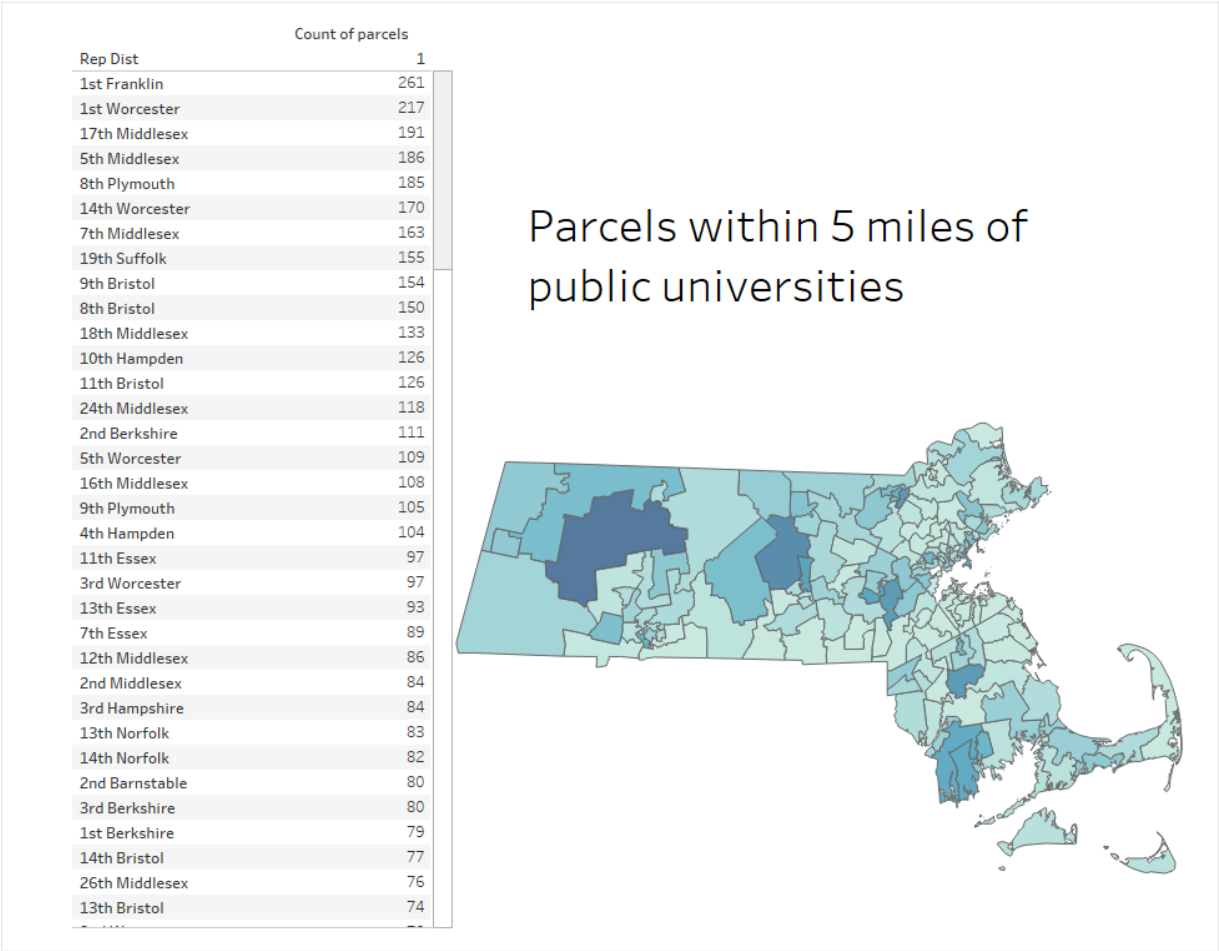 Count of parcels
Rep Dist 1
1st Franklin 261
1st Worcester 217
17th Middlesex 191
5th Middlesex 186
8th Plymouth 185
14th Worcester 170
7th Middlesex 163
19th Suffolk 155
9th Bristol 154
8th Bristol 150
18th Middlesex 133
10th Hampden 126
11th Bristol 126
24th Middlesex 118
2nd Berkshire 111
5th Worcester 109
16th Middlesex 108
9th Plymouth 105
4th Hampden 104
11th Essex 97
3rd Worcester 97
13th Essex 93
7th Essex 89
12th Middlesex 86
2nd Middlesex 84
3rd Hampshire 84
13th Norfolk 83
14th Norfolk 82
2nd Barnstable 80
3rd Berkshire 80
1st Berkshire 79
14th Bristol 77
26th Middlesex 76
13th Bristol 74
Parcels within 5 miles of
public universities